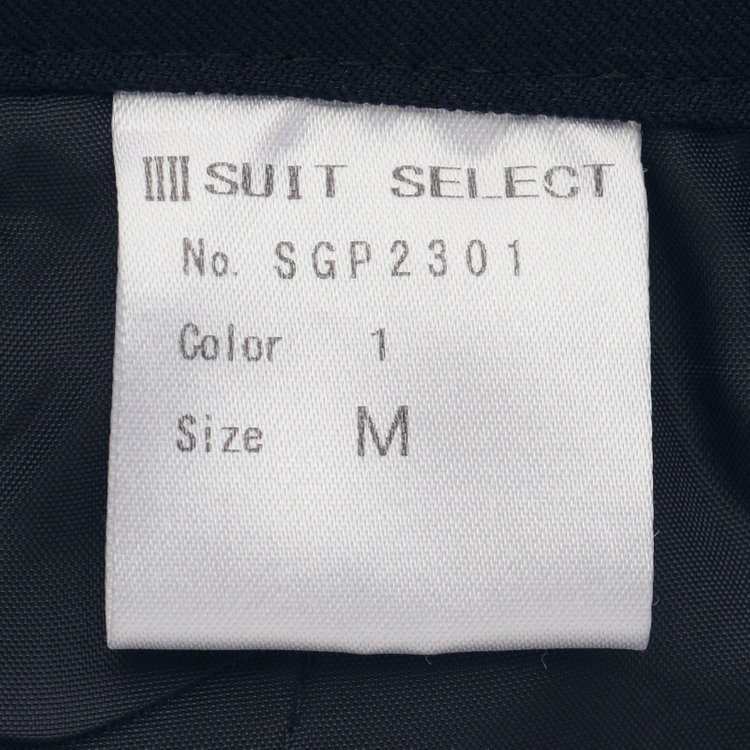 SUIT SELECT
No. SGP2301
Color 1
Size M